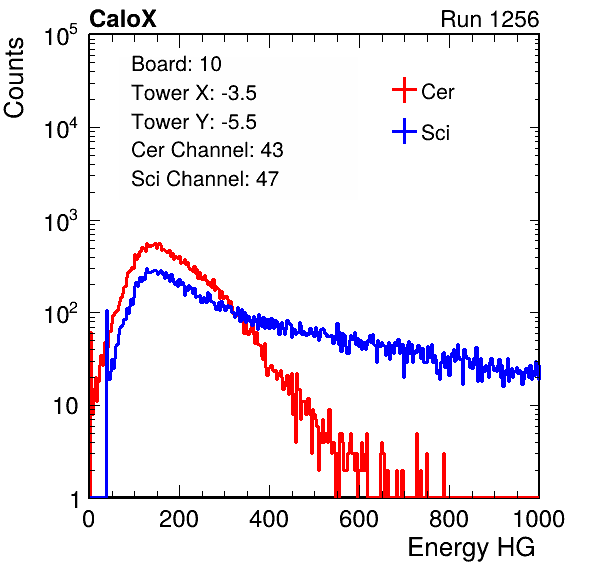 CaloX Run 1256
Counts
10^5
10^4
10^3
10^2
10
1
Board: 10
Tower X: -3.5
Tower Y: -5.5
Cer Channel: 43
Sci Channel: 47
Cer
Sci
0 200 400 600 800 1000
Energy HG